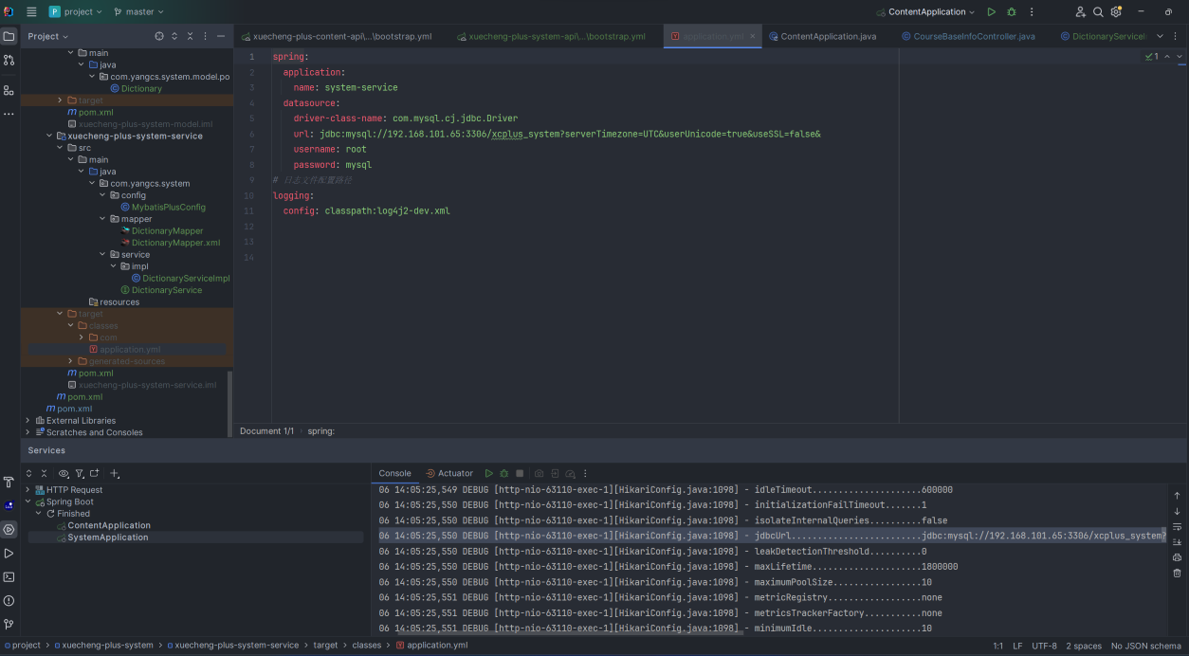 project
master
ContentApplication
Project
xuecheng-plus-content-api\...\bootstrap.yml
xuecheng-plus-system-api\...\bootstrap.yml
application.yml
ContentApplication.java
CourseBaseInfoController.java
DictionaryServiceI
main
java
com.yangcs.system.model.po
Dictionary
target
pom.xml
xuecheng-plus-system-model.iml
xuecheng-plus-system-service
src
main
java
com.yangcs.system
config
MybatisPlusConfig
mapper
DictionaryMapper
DictionaryMapper.xml
service
impl
DictionaryServiceImpl
DictionaryService
resources
target
classes
com
application.yml
generated-sources
pom.xml
xuecheng-plus-system-service.iml
pom.xml
pom.xml
External Libraries
Scratches and Consoles
1 spring:
2 application:
3 name: system-service
4 datasource:
5 driver-class-name: com.mysql.cj.jdbc.Driver
6 url: jdbc:mysql://192.168.101.65:3306/xcplus_system?serverTimezone=UTC&userUnicode=true&useSSL=false&
7 username: root
8 password: mysql
9 # 日志文件配置路径
10 logging:
11 config: classpath:log4j2-dev.xml
12
13
14
1
Document 1/1 › spring:
Services
HTTP Request
Spring Boot
Finished
ContentApplication
SystemApplication
Console
Actuator
06 14:05:25,549 DEBUG [http-nio-63110-exec-1][HikariConfig.java:1098] - idleTimeout....................600000
06 14:05:25,550 DEBUG [http-nio-63110-exec-1][HikariConfig.java:1098] - initializationFailTimeout.......1
06 14:05:25,550 DEBUG [http-nio-63110-exec-1][HikariConfig.java:1098] - isolateInternalQueries..........false
06 14:05:25,550 DEBUG [http-nio-63110-exec-1][HikariConfig.java:1098] - jdbcUrl.........................jdbc:mysql://192.168.101.65:3306/xcplus_system?
06 14:05:25,550 DEBUG [http-nio-63110-exec-1][HikariConfig.java:1098] - leakDetectionThreshold..........0
06 14:05:25,550 DEBUG [http-nio-63110-exec-1][HikariConfig.java:1098] - maxLifetime.....................1800000
06 14:05:25,550 DEBUG [http-nio-63110-exec-1][HikariConfig.java:1098] - maximumPoolSize.................10
06 14:05:25,551 DEBUG [http-nio-63110-exec-1][HikariConfig.java:1098] - metricRegistry..................none
06 14:05:25,551 DEBUG [http-nio-63110-exec-1][HikariConfig.java:1098] - metricsTrackerFactory...........none
06 14:05:25,551 DEBUG [http-nio-63110-exec-1][HikariConfig.java:1098] - minimumIdle.....................10
project › xuecheng-plus-system › xuecheng-plus-system-service › target › classes › application.yml
1:1 LF UTF-8 2 spaces No JSON schema